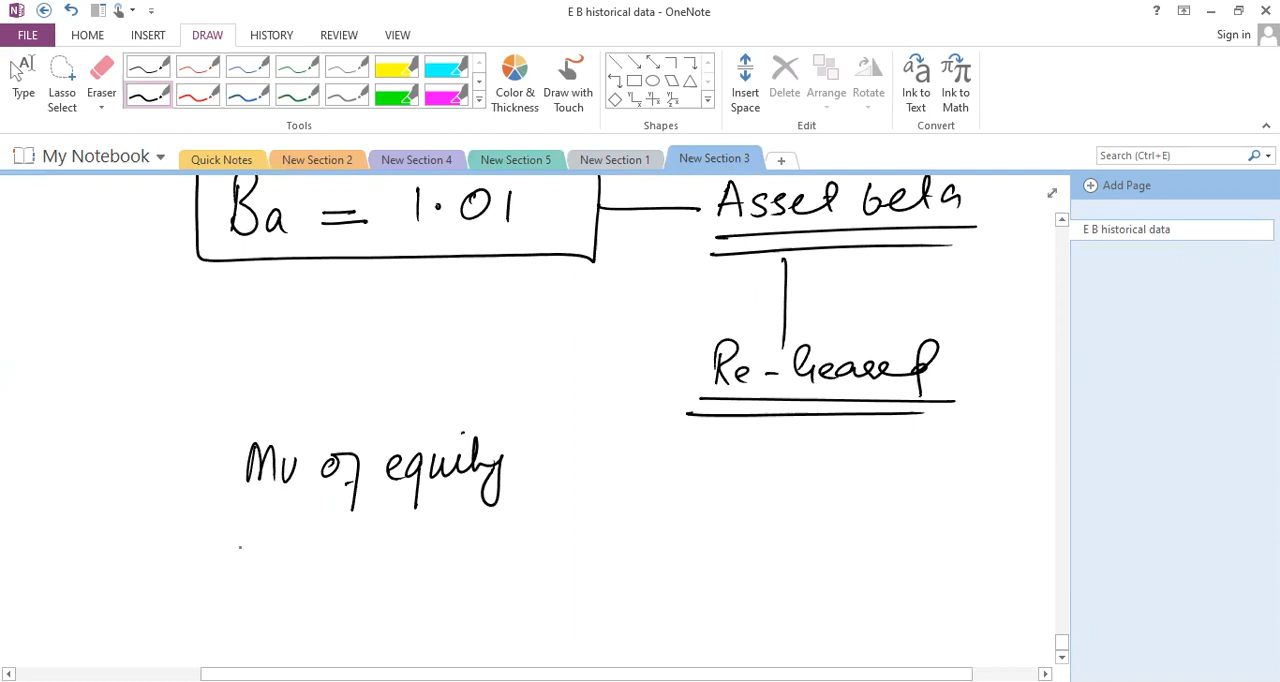 E B historical data - OneNote
?
FILE HOME INSERT DRAW HISTORY REVIEW VIEW
Sign in
Type
Lasso Select
Eraser
Color & Thickness
Draw with Touch
Insert Space
Delete
Arrange
Rotate
Ink to Text
Ink to Math
Tools
Shapes
Edit
Convert
My Notebook
Quick Notes
New Section 2
New Section 4
New Section 5
New Section 1
New Section 3
Search (Ctrl+E)
Add Page
E B historical data
Ba = 1.01
Asset beta
Mv of equity